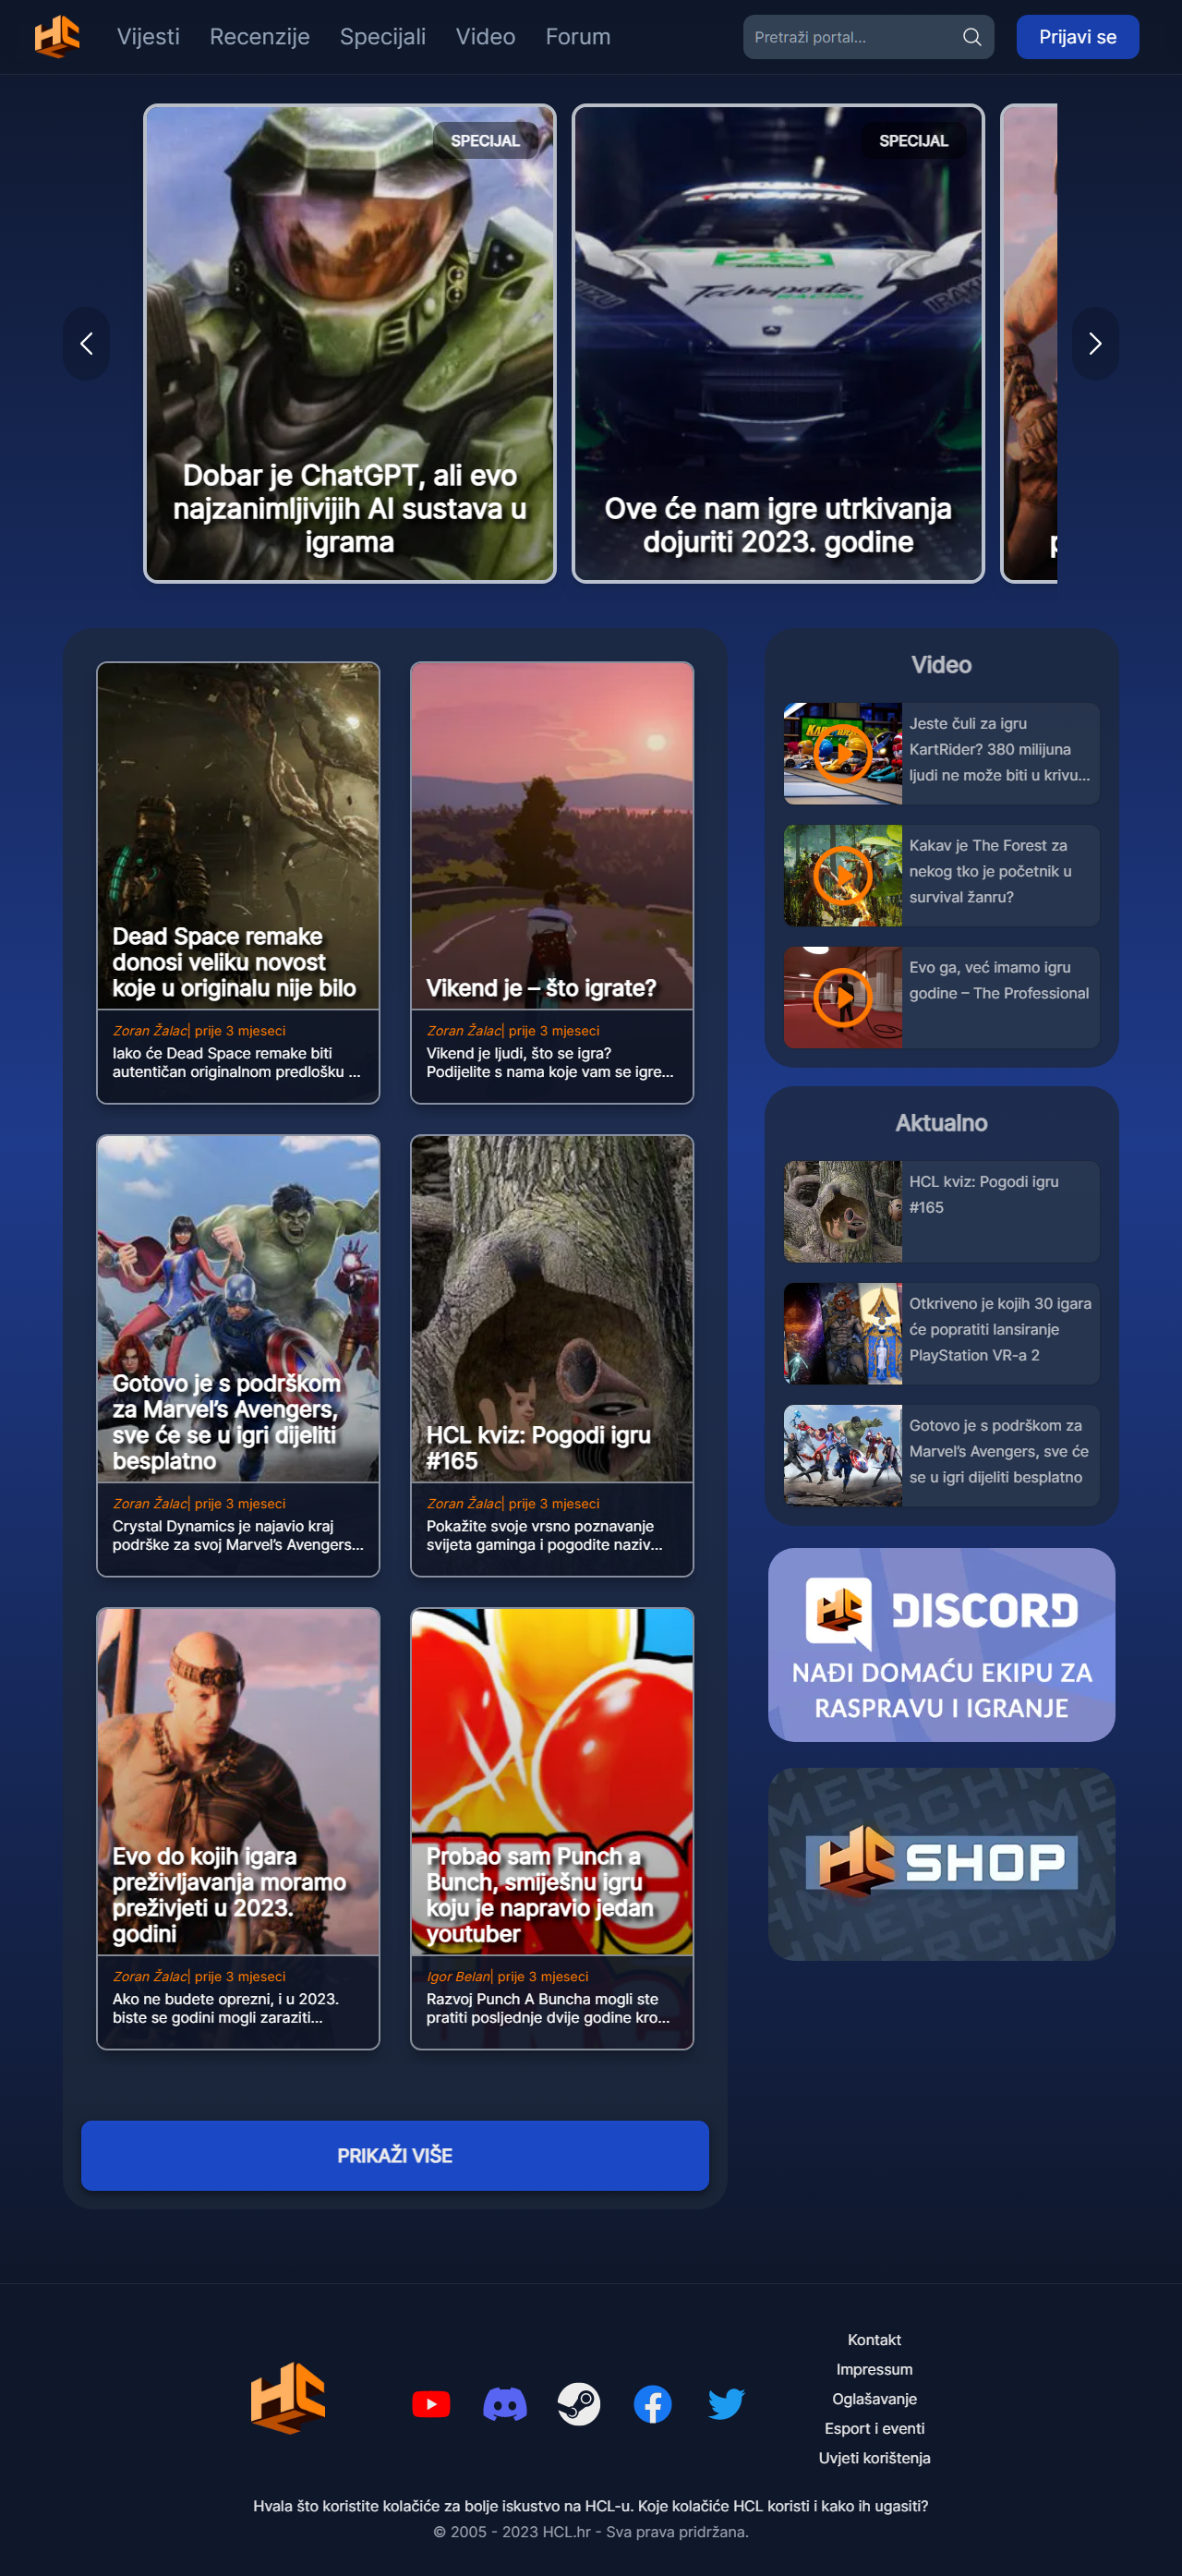 HC
Vijesti
Recenzije
Specijali
Video
Forum
Pretraži portal...
Prijavi se
SPECIJAL
Dobar je ChatGPT, ali evo
najzanimljivijih AI sustava u
igrama
SPECIJAL
Techsports
RACING
Ove će nam igre utrkivanja
dojuriti 2023. godine
Dead Space remake
donosi veliku novost
koje u originalu nije bilo
Zoran Žalac| prije 3 mjeseci
Iako će Dead Space remake biti
autentičan originalnom predlošku ...
Vikend je – što igrate?
Zoran Žalac| prije 3 mjeseci
Vikend je ljudi, što se igra?
Podijelite s nama koje vam se igre...
Gotovo je s podrškom
za Marvel’s Avengers,
sve će se u igri dijeliti
besplatno
Zoran Žalac| prije 3 mjeseci
Crystal Dynamics je najavio kraj
podrške za svoj Marvel’s Avengers...
HCL kviz: Pogodi igru
#165
Zoran Žalac| prije 3 mjeseci
Pokažite svoje vrsno poznavanje
svijeta gaminga i pogodite naziv...
Evo do kojih igara
preživljavanja moramo
preživjeti u 2023.
godini
Zoran Žalac| prije 3 mjeseci
Ako ne budete oprezni, i u 2023.
biste se godini mogli zaraziti...
Probao sam Punch a
Bunch, smiješnu igru
koju je napravio jedan
youtuber
Igor Belan| prije 3 mjeseci
Razvoj Punch A Buncha mogli ste
pratiti posljednje dvije godine kro...
PRIKAŽI VIŠE
Video
Jeste čuli za igru
KartRider? 380 milijuna
ljudi ne može biti u krivu...
Kakav je The Forest za
nekog tko je početnik u
survival žanru?
Evo ga, već imamo igru
godine – The Professional
Aktualno
HCL kviz: Pogodi igru
#165
Otkriveno je kojih 30 igara
će popratiti lansiranje
PlayStation VR-a 2
Gotovo je s podrškom za
Marvel’s Avengers, sve će
se u igri dijeliti besplatno
HC DISCORD
NAĐI DOMAĆU EKIPU ZA
RASPRAVU I IGRANJE
HC SHOP
HC
Kontakt
Impressum
Oglašavanje
Esport i eventi
Uvjeti korištenja
Hvala što koristite kolačiće za bolje iskustvo na HCL-u. Koje kolačiće HCL koristi i kako ih ugasiti?
© 2005 - 2023 HCL.hr - Sva prava pridržana.